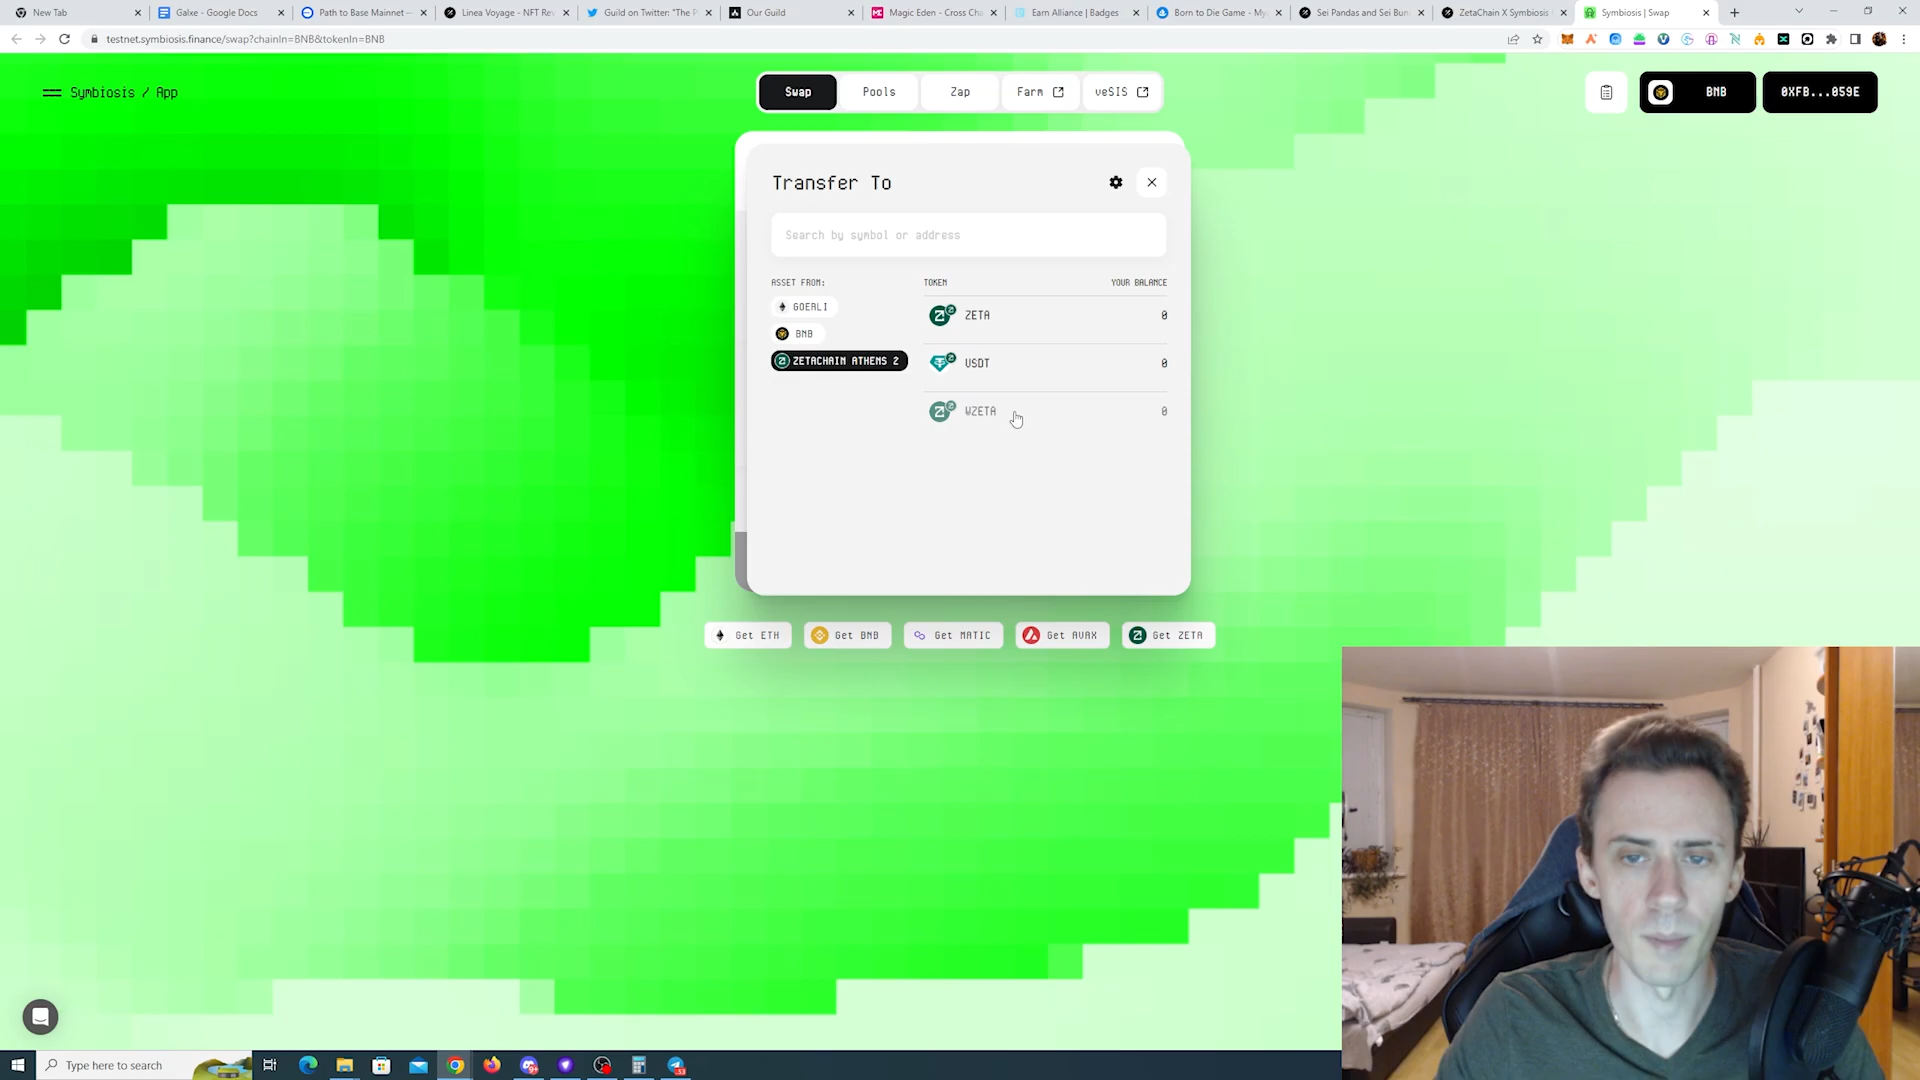 New Tab
Galxe - Google Docs
Path to Base Mainnet —
Linea Voyage - NFT Rev
Guild on Twitter: "The P
Our Guild
Magic Eden - Cross Cha
Earn Alliance | Badges
Born to Die Game - My
Sei Pandas and Sei Bun
ZetaChain X Symbiosis
Symbiosis | Swap
testnet.symbiosis.finance/swap?chainIn=BNB&tokenIn=BNB
Symbiosis / App
Swap
Pools
Zap
Farm
veSIS
BNB
0XFB...059E
Transfer To
Search by symbol or address
ASSET FROM:
TOKEN
YOUR BALANCE
GOERLI
BNB
ZETACHAIN ATHENS 2
ZETA
0
USDT
0
WZETA
0
Get ETH
Get BNB
Get MATIC
Get AVAX
Get ZETA
Type here to search